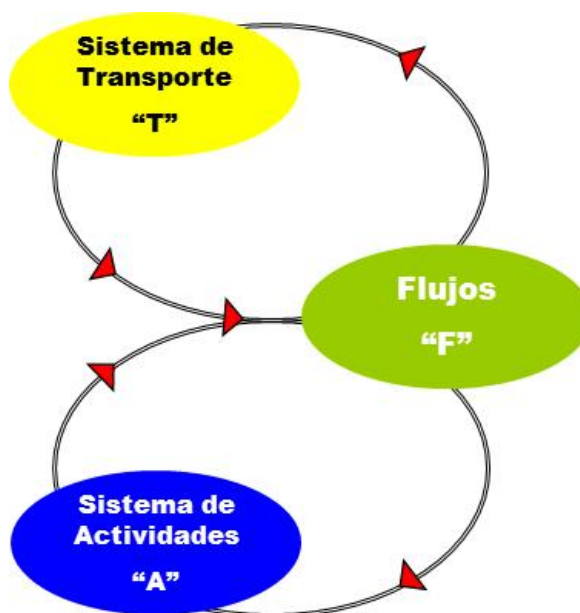 Sistema de
Transporte
“T”
Flujos
“F”
Sistema de
Actividades
“A”